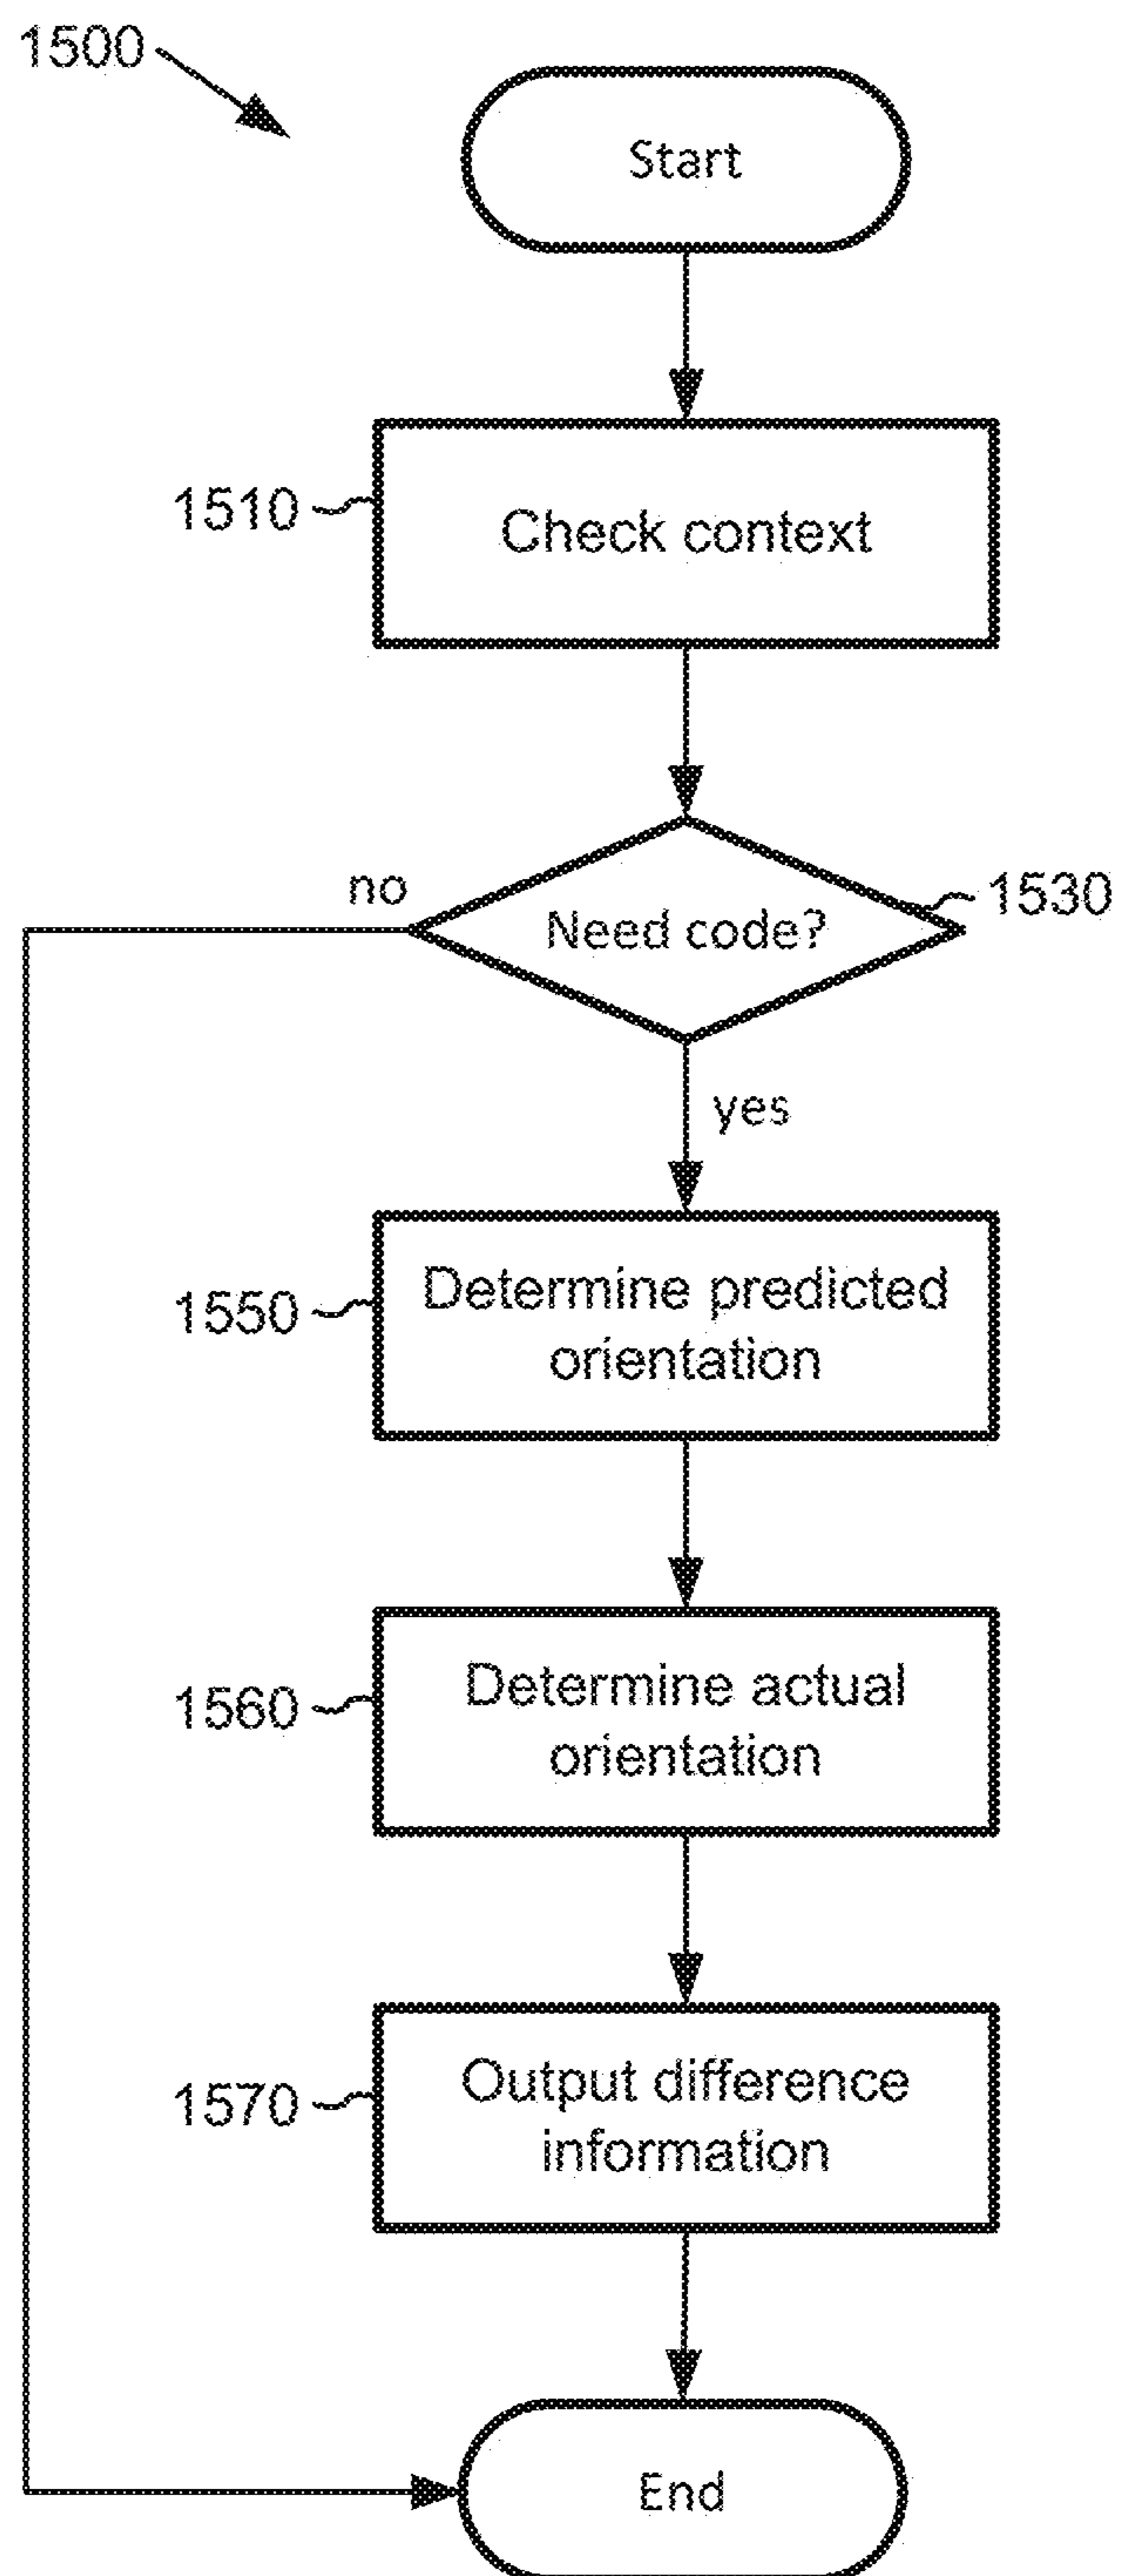 1500
Start
1510
Check context
no
1530
Need code?
yes
1550
Determine predicted
orientation
1560
Determine actual
orientation
1570
Output difference
information
End